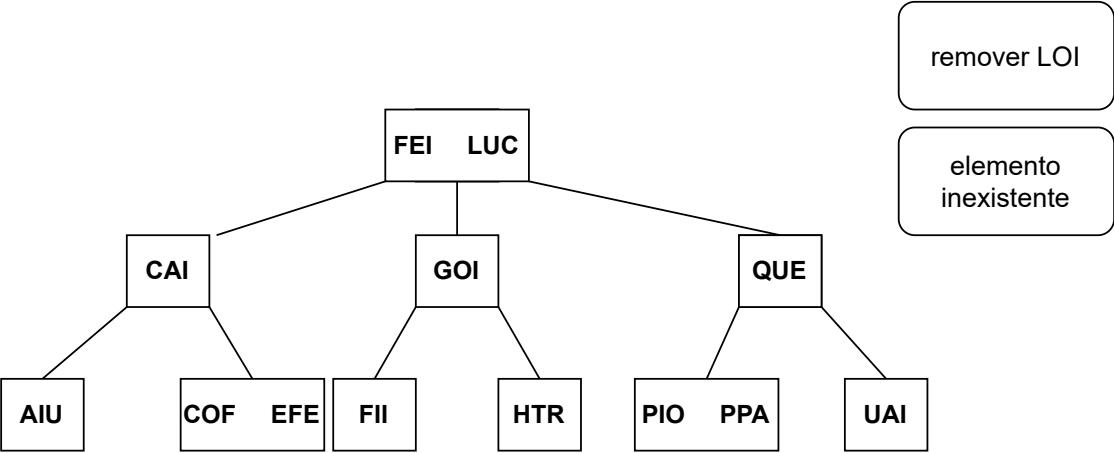 remover LOI
elemento
inexistente
FEI LUC
CAI GOI QUE
AIU COF EFE FII HTR PIO PPA UAI